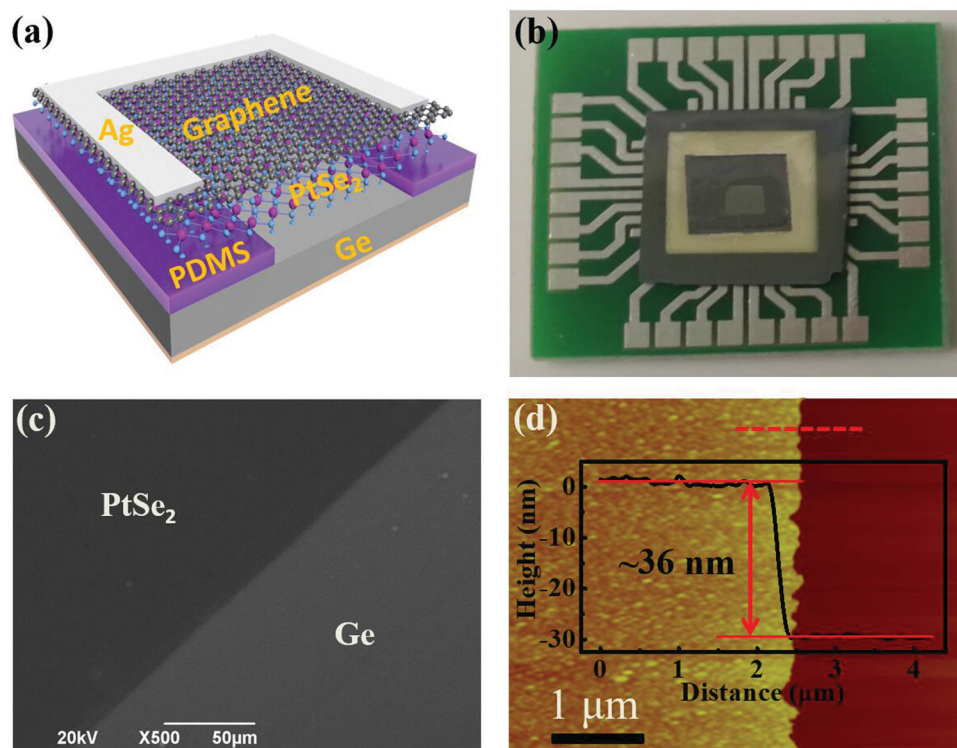 (a)
Ag
Graphene
PtSe₂
PDMS
Ge
(b)
(c)
PtSe₂
Ge
20kV X500 50μm
(d)
0
-10
-20
-30
Height (nm)
~36 nm
0 1 2 3 4
Distance (μm)
1 μm